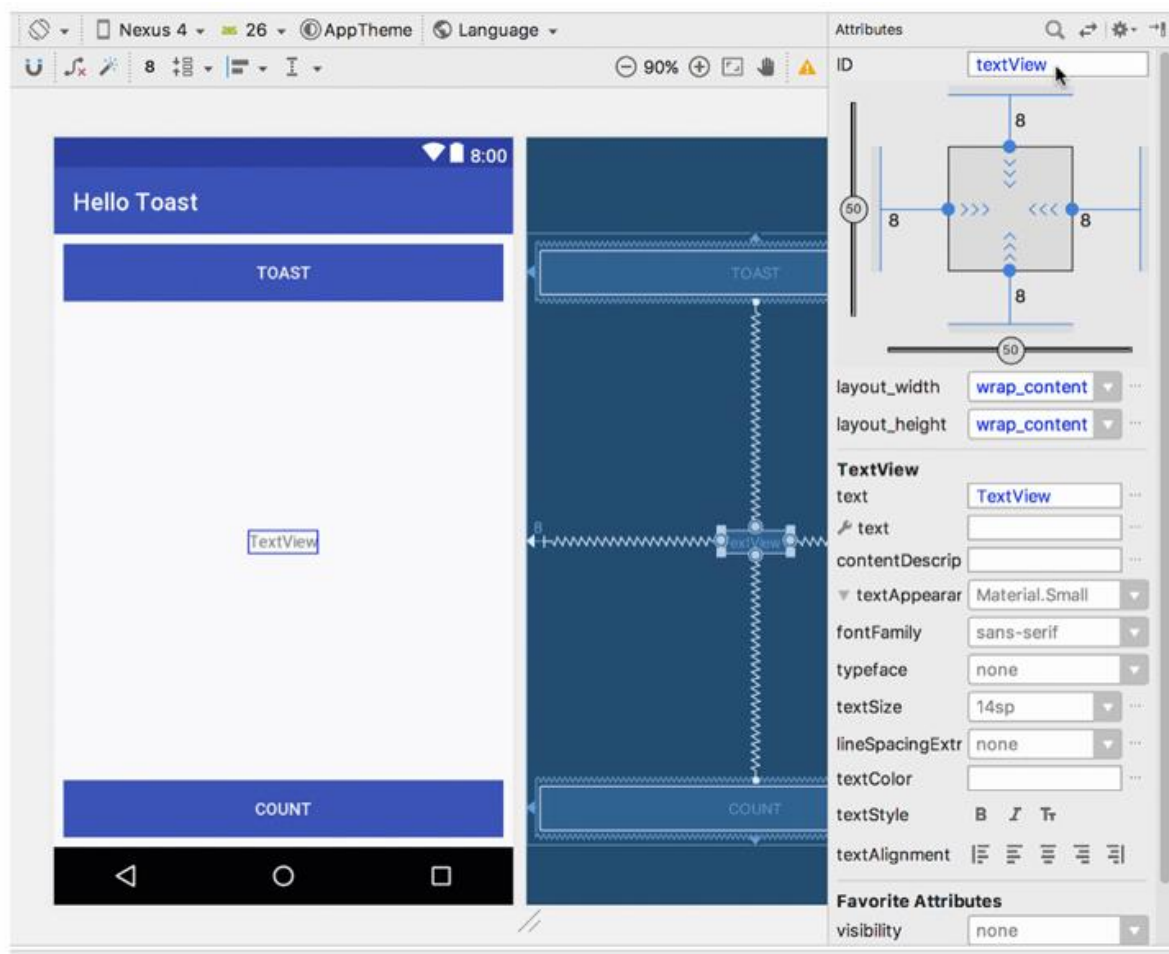 Nexus 4 26 AppTheme Language
8 90%
8:00
Hello Toast
TOAST
TextView
COUNT
TOAST
8
TextView
COUNT
Attributes
ID textView
8
50 8 8
8
50
layout_width wrap_content
layout_height wrap_content
TextView
text TextView
text
contentDescrip
textAppearar Material.Small
fontFamily sans-serif
typeface none
textSize 14sp
lineSpacingExtr none
textColor
textStyle B I Tт
textAlignment
Favorite Attributes
visibility none